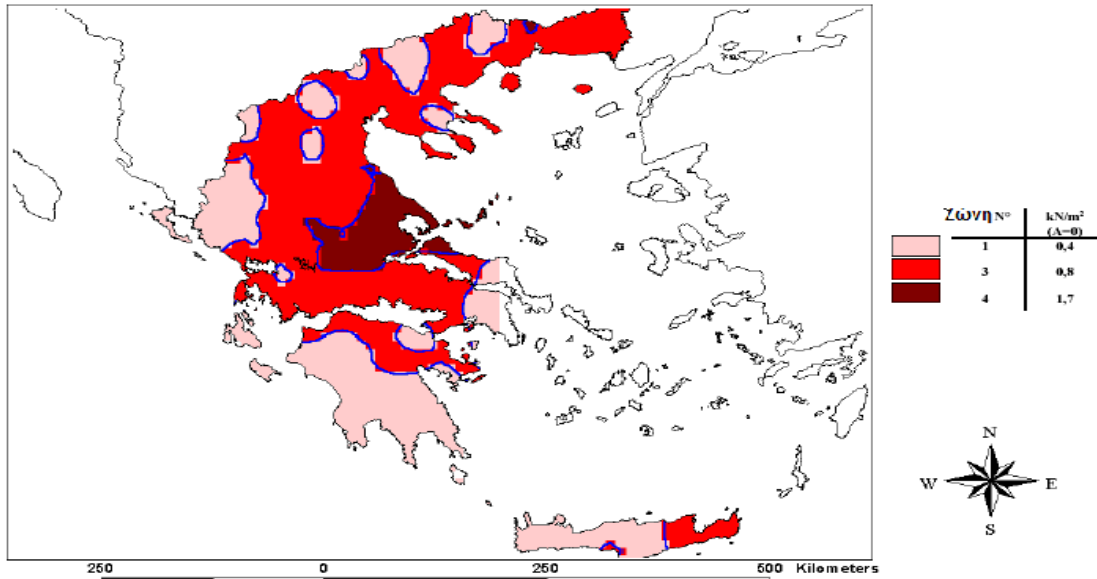 Ζώνη N° kN/m²
(A=0)
1 0,4
3 0,8
4 1,7
N
W E
S
250 0 250 500 Kilometers